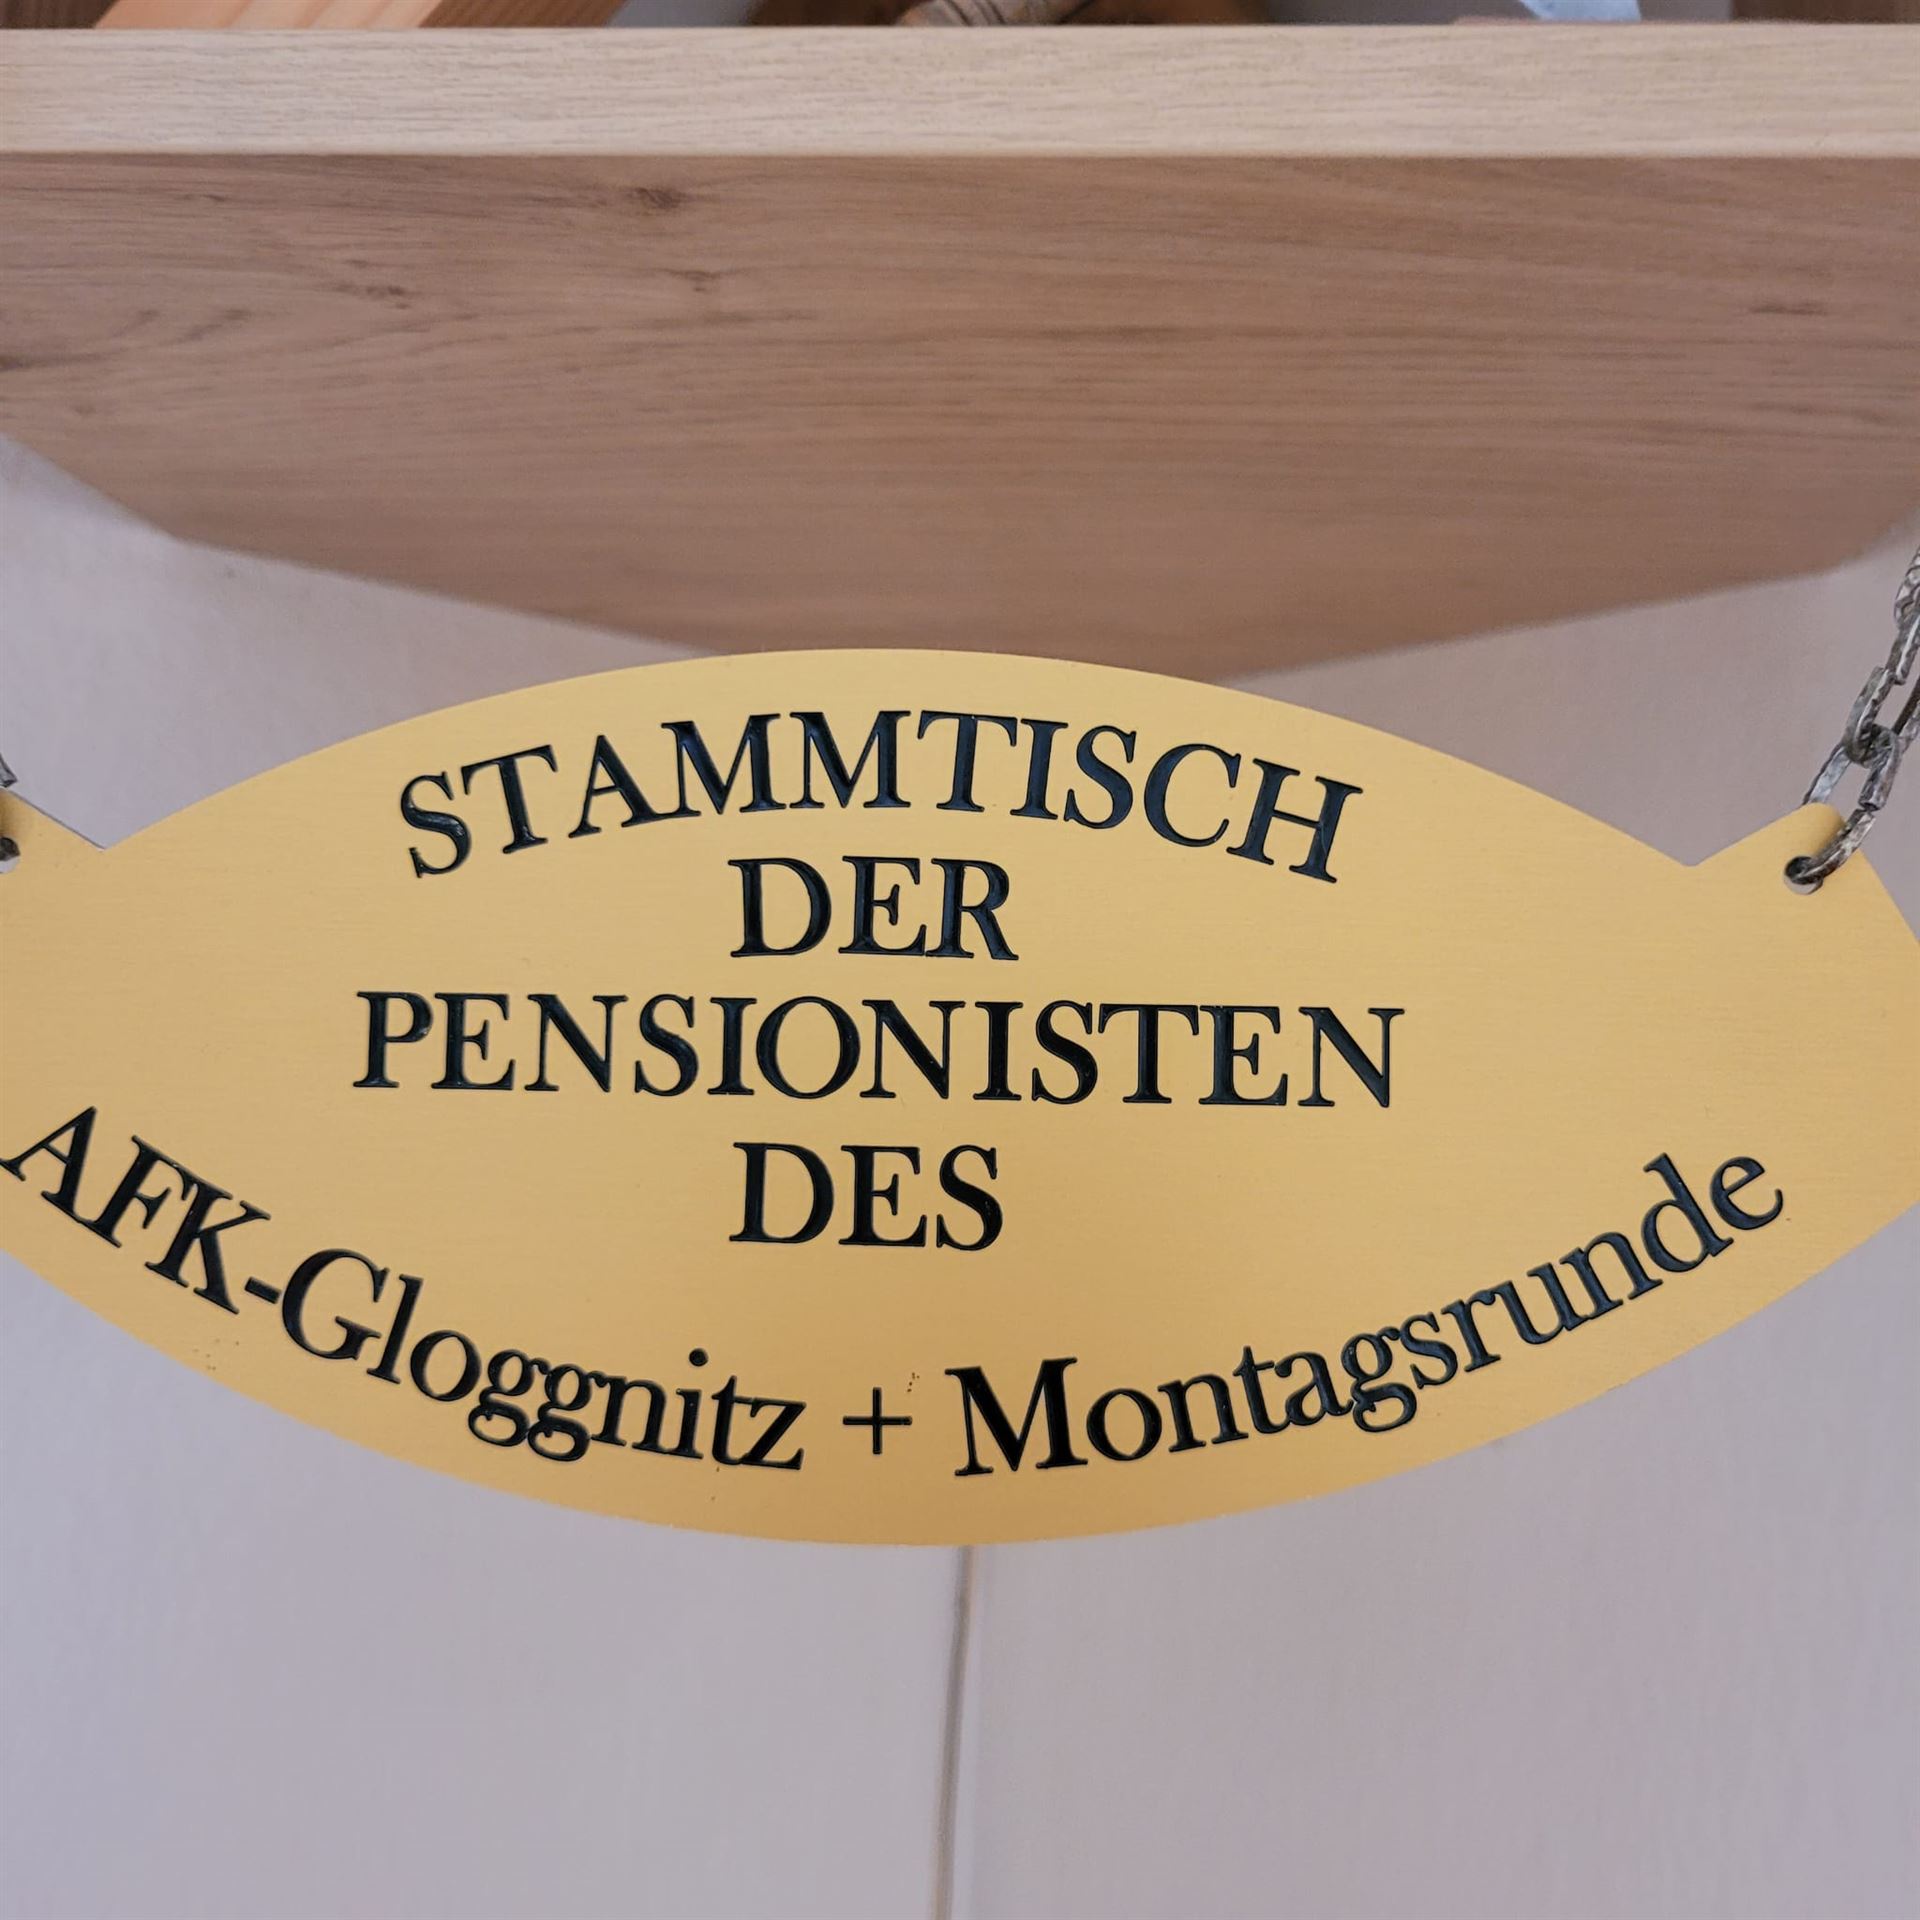 STAMMTISCH
DER
PENSIONISTEN
DES
AFK-Gloggnitz + Montagsrunde